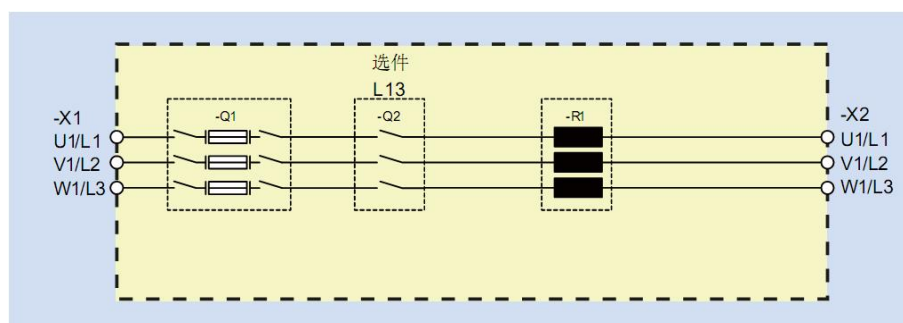 选件
L13
-X1
-Q1
-Q2
-R1
-X2
U1/L1
U1/L1
V1/L2
V1/L2
W1/L3
W1/L3